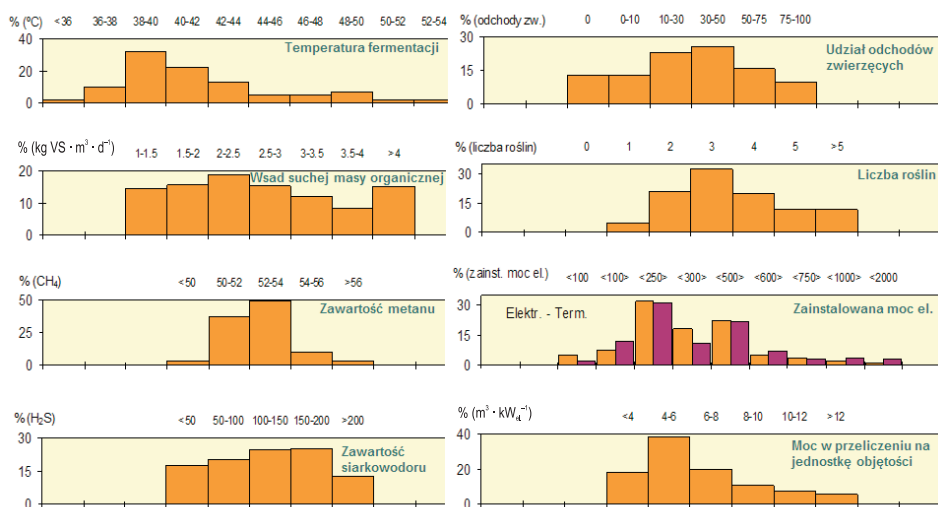 % (ºC) <36 36-38 38-40 40-42 42-44 44-46 46-48 48-50 50-52 52-54
40
20
0
Temperatura fermentacji
% (odchody zw.) 0 0-10 10-30 30-50 50-75 75-100
30
15
0
Udział odchodów
zwierzęcych
% (kg VS · m³ · d⁻¹) 1-1.5 1.5-2 2-2.5 2.5-3 3-3.5 3.5-4 >4
20
10
0
Wsad suchej masy organicznej
% (liczba roślin) 0 1 2 3 4 5 >5
30
15
0
Liczba roślin
% (CH₄) <50 50-52 52-54 54-56 >56
50
25
0
Zawartość metanu
% (zainst. moc el.) <100 <100> <250> <300> <500> <600> <750> <1000> <2000
30
15
0
Elektr. - Term.
Zainstalowana moc el.
% (H₂S) <50 50-100 100-150 150-200 >200
30
15
0
Zawartość
siarkowodoru
% (m³ · kWₑₗ⁻¹) <4 4-6 6-8 8-10 10-12 >12
40
20
0
Moc w przeliczeniu na
jednostkę objętości